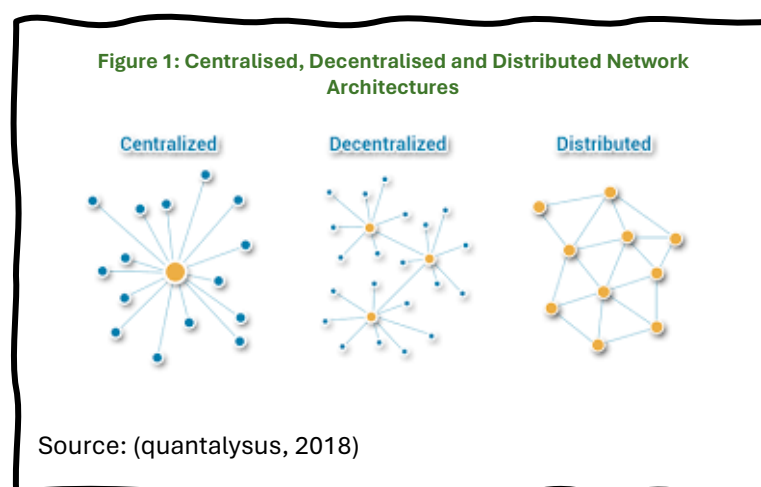 Figure 1: Centralised, Decentralised and Distributed Network
Architectures
Centralized
Decentralized
Distributed
Source: (quantalysus, 2018)